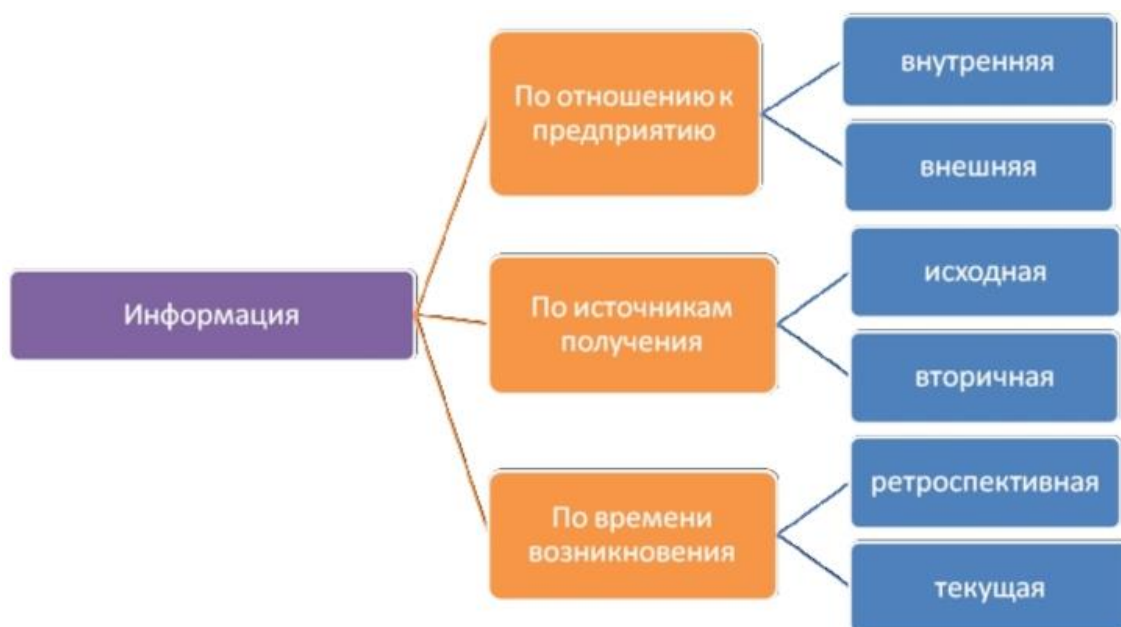 Информация
По отношению к
предприятию
внутренняя
внешняя
По источникам
получения
исходная
вторичная
По времени
возникновения
ретроспективная
текущая